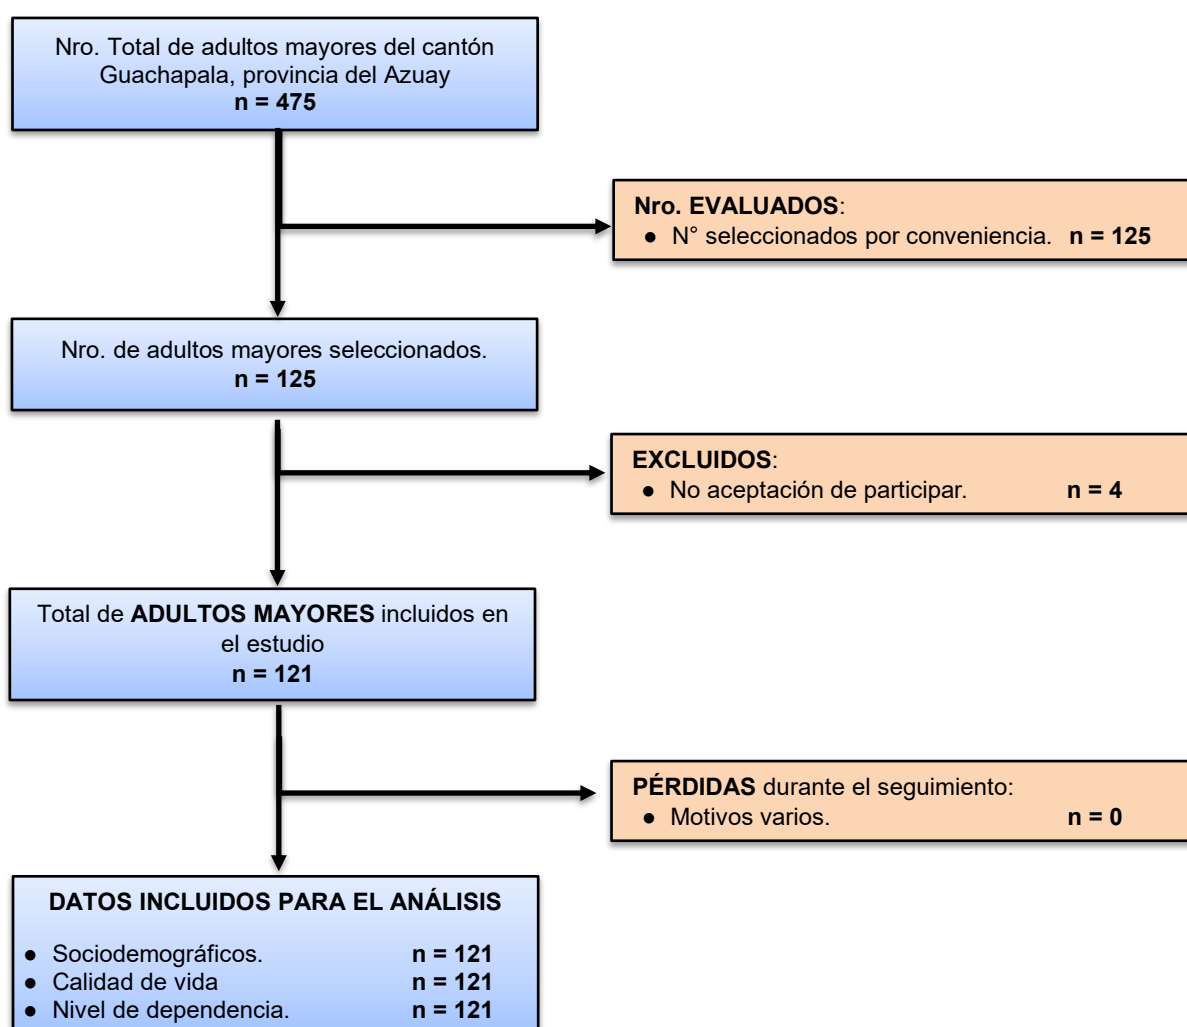 Nro. Total de adultos mayores del cantón
Guachapala, provincia del Azuay
n = 475
Nro. EVALUADOS:
● N° seleccionados por conveniencia. n = 125
Nro. de adultos mayores seleccionados.
n = 125
EXCLUIDOS:
● No aceptación de participar. n = 4
Total de ADULTOS MAYORES incluidos en
el estudio
n = 121
PÉRDIDAS durante el seguimiento:
● Motivos varios. n = 0
DATOS INCLUIDOS PARA EL ANÁLISIS
● Sociodemográficos. n = 121
● Calidad de vida n = 121
● Nivel de dependencia. n = 121